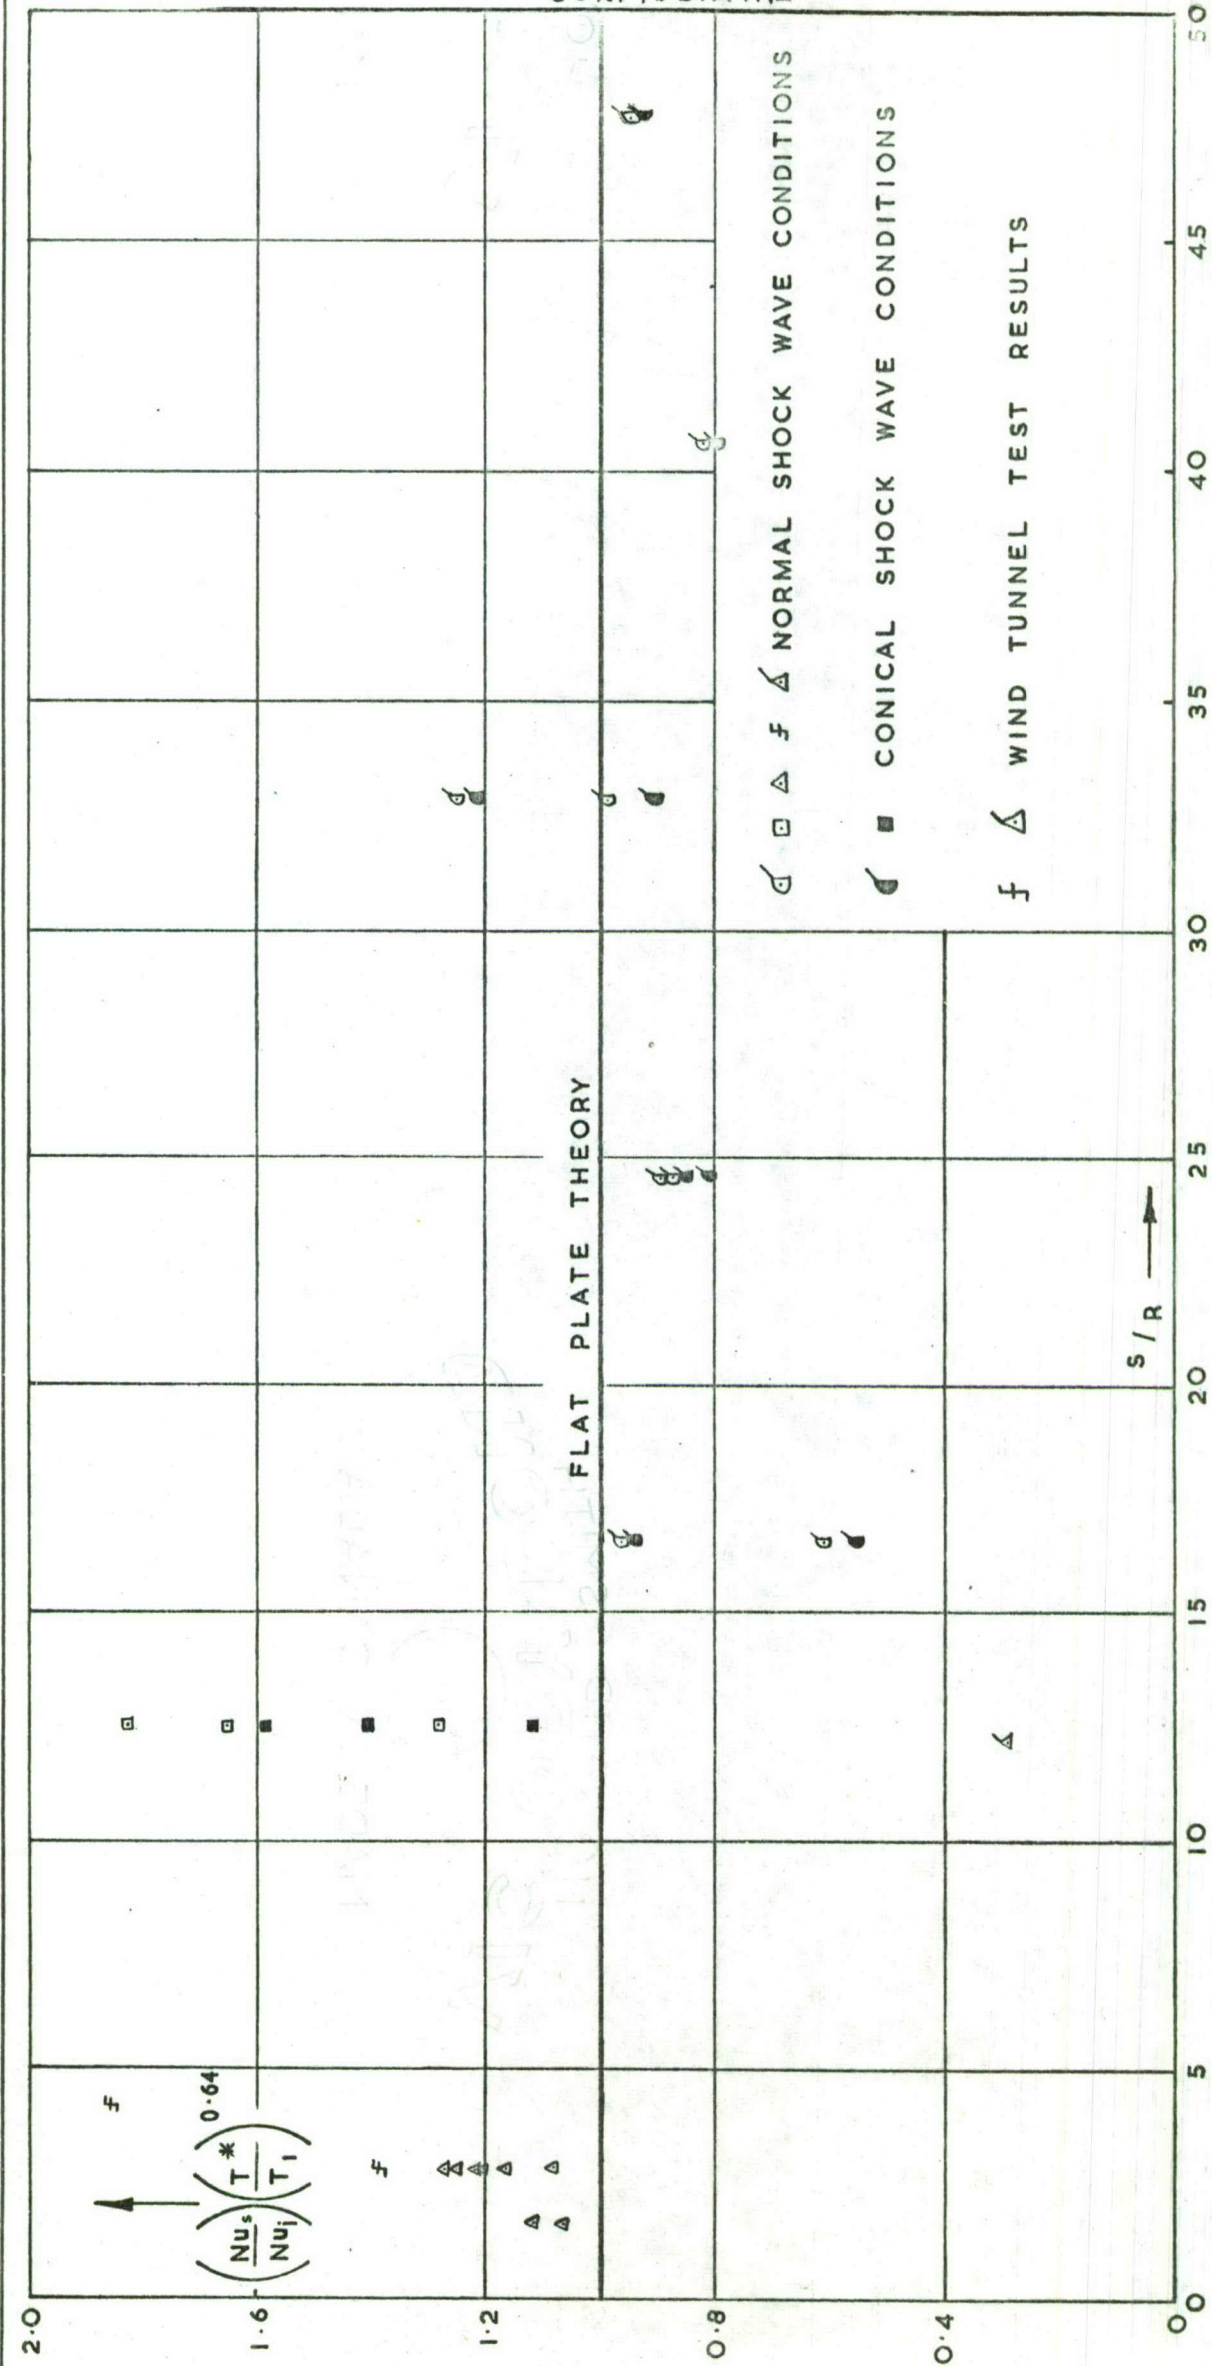 2·0
1·6
1·2
0·8
0·4
0
5
10
15
20
25
30
35
40
45
50
(Nus/Nui)(T*/T1)0·64
FLAT PLATE THEORY
S/R
NORMAL SHOCK WAVE CONDITIONS
CONICAL SHOCK WAVE CONDITIONS
WIND TUNNEL TEST RESULTS